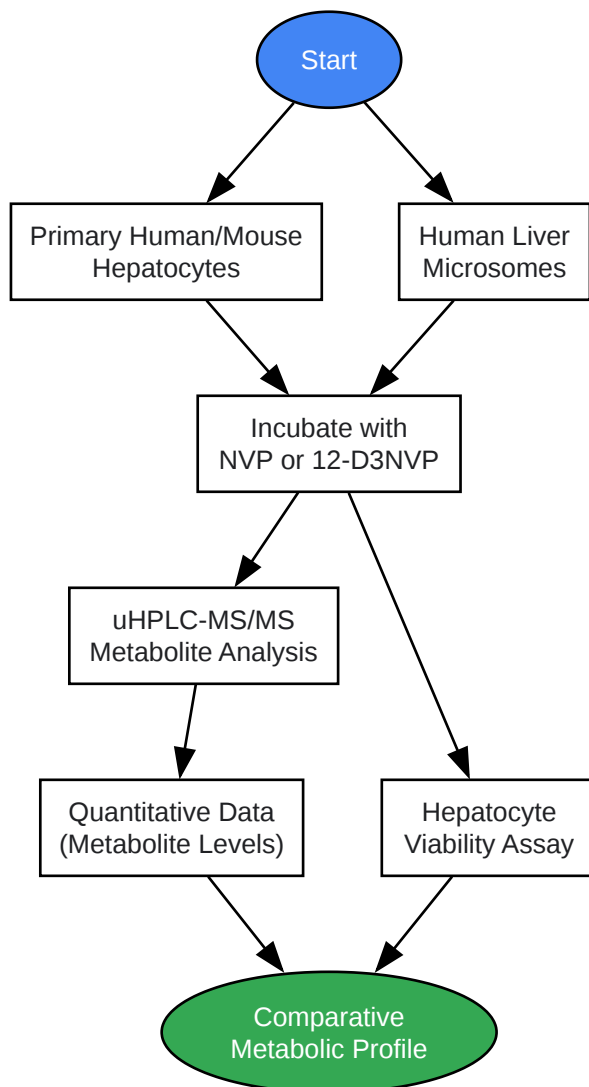 Start
Primary Human/Mouse
Hepatocytes
Human Liver
Microsomes
Incubate with
NVP or 12-D3NVP
uHPLC-MS/MS
Metabolite Analysis
Quantitative Data
(Metabolite Levels)
Hepatocyte
Viability Assay
Comparative
Metabolic Profile